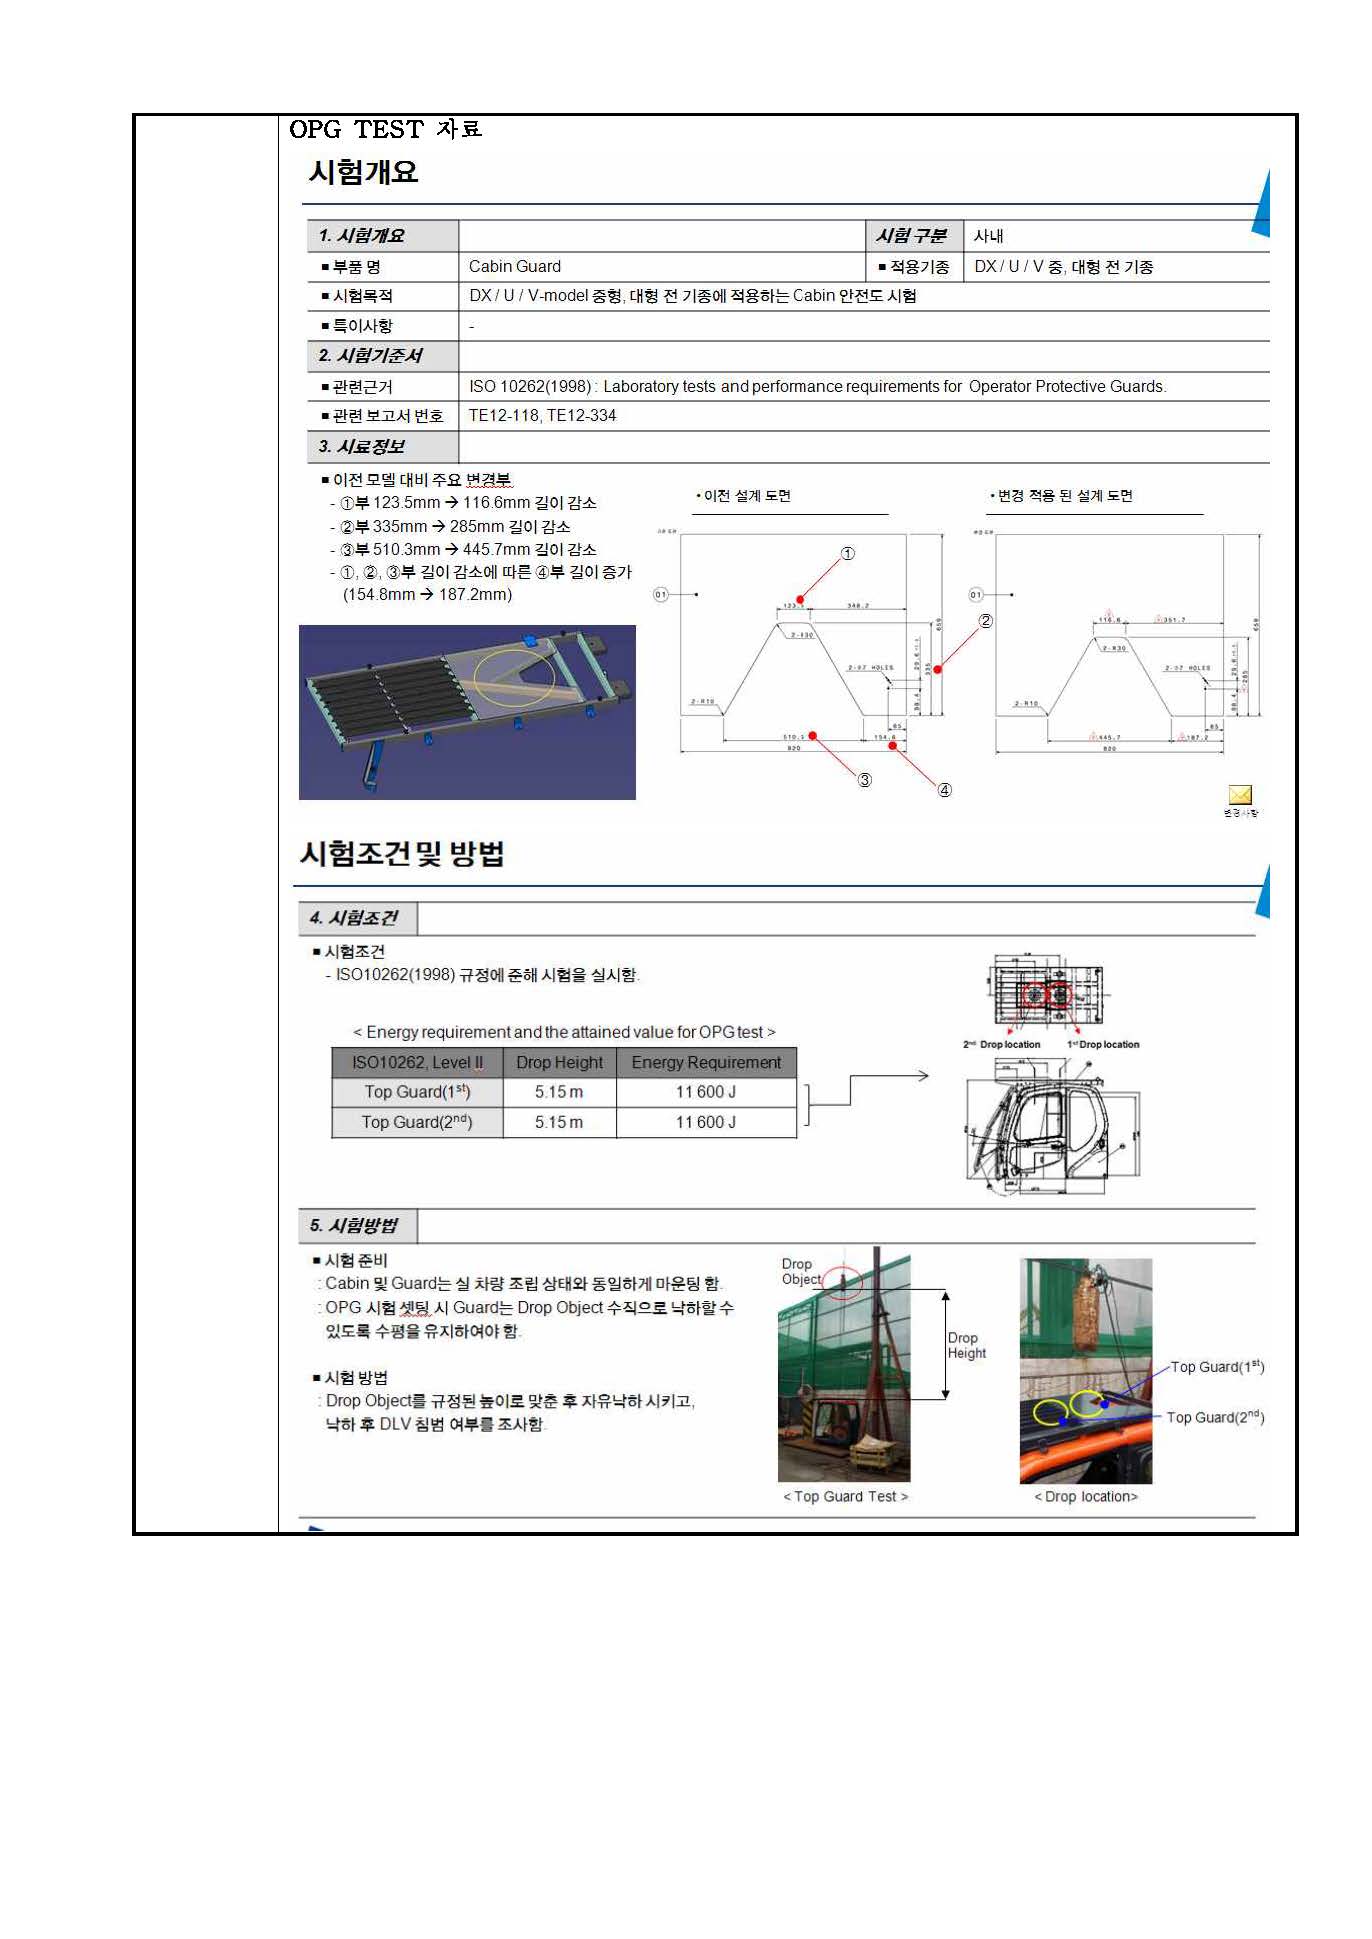 OPG TEST 자료
시험개요
1. 시험개요 시험 구분 사내
■ 부품 명 Cabin Guard ■ 적용기종 DX / U / V 중, 대형 전 기종
■ 시험목적 DX / U / V-model 중형, 대형 전 기종에 적용하는 Cabin 안전도 시험
■ 특이사항 -
2. 시험기준서
■ 관련근거 ISO 10262(1998) : Laboratory tests and performance requirements for Operator Protective Guards.
■ 관련 보고서 번호 TE12-118, TE12-334
3. 시료정보
■ 이전 모델 대비 주요 변경부
- ①부 123.5mm → 116.6mm 길이 감소
- ②부 335mm → 285mm 길이 감소
- ③부 510.3mm → 445.7mm 길이 감소
- ①, ②, ③부 길이 감소에 따른 ④부 길이 증가
(154.8mm → 187.2mm)
• 이전 설계 도면
①
01
348.2
②
2-R30
659
335
2-Ø7 HOLES
98.4
2-R10
65
510.3
154.8
820
③
④
• 변경 적용 된 설계 도면
01
116.6
351.7
2-R30
659
285
2-Ø7 HOLES
98.4
2-R10
65
445.7
187.2
820
변경사항
시험조건 및 방법
4. 시험조건
■ 시험조건
- ISO10262(1998) 규정에 준해 시험을 실시함.
< Energy requirement and the attained value for OPG test >
ISO10262, Level II Drop Height Energy Requirement
Top Guard(1st) 5.15 m 11 600 J
Top Guard(2nd) 5.15 m 11 600 J
2nd Drop location 1st Drop location
5. 시험방법
■ 시험 준비
: Cabin 및 Guard는 실 차량 조립 상태와 동일하게 마운팅 함.
: OPG 시험 셋팅 시 Guard는 Drop Object 수직으로 낙하할 수
있도록 수평을 유지하여야 함.
■ 시험 방법
: Drop Object를 규정된 높이로 맞춘 후 자유낙하 시키고,
낙하 후 DLV 침범 여부를 조사함.
Drop
Object
Drop
Height
< Top Guard Test >
Top Guard(1st)
Top Guard(2nd)
< Drop location>